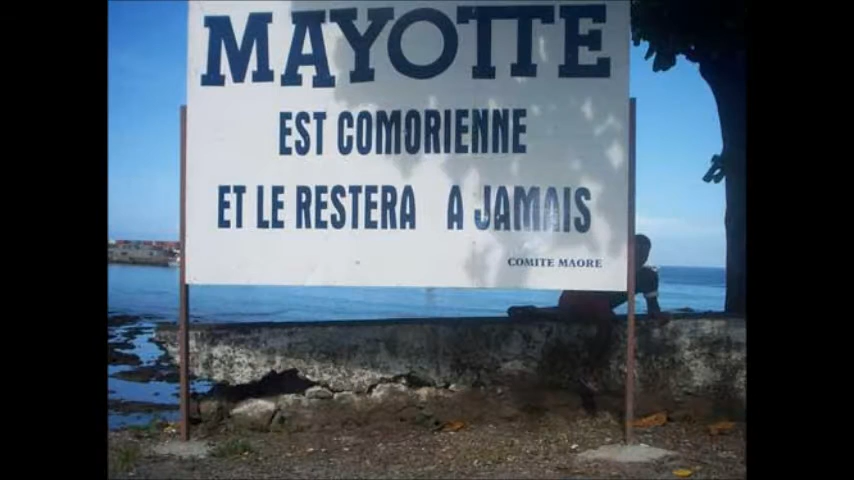 MAYOTTE
EST COMORIENNE
ET LE RESTERA A JAMAIS
COMITE MAORE